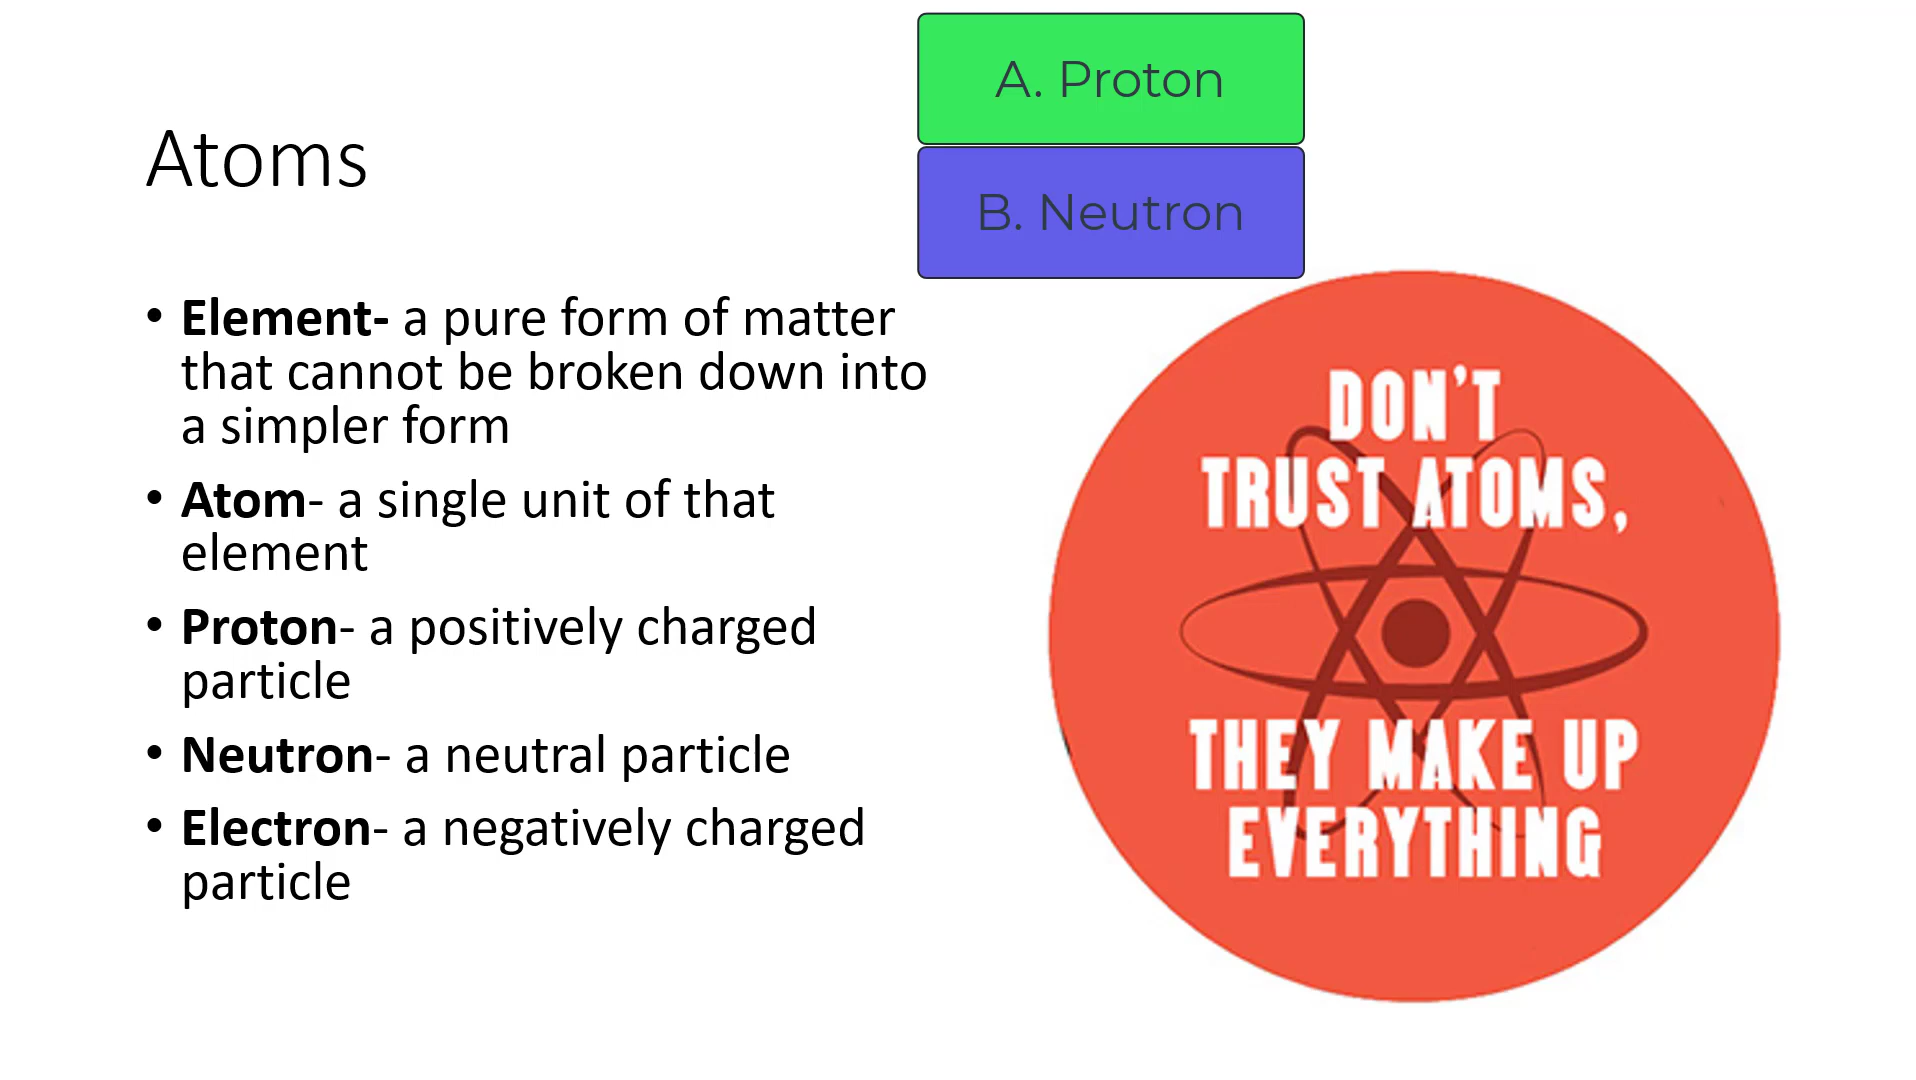 A. Proton
B. Neutron
Atoms
• Element- a pure form of matter
that cannot be broken down into
a simpler form
• Atom- a single unit of that
element
• Proton- a positively charged
particle
• Neutron- a neutral particle
• Electron- a negatively charged
particle
DON'T
TRUST ATOMS,
THEY MAKE UP
EVERYTHING